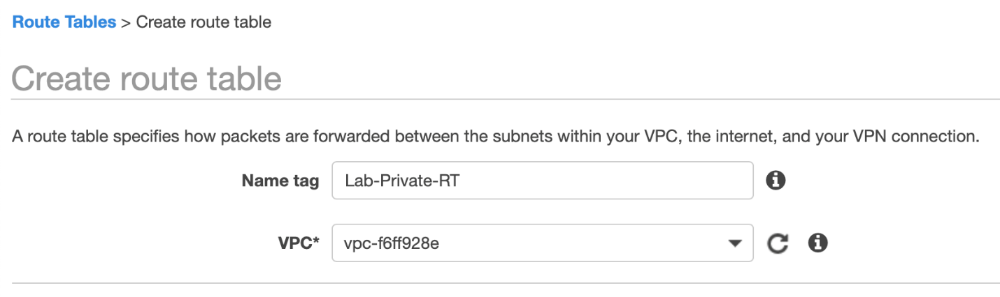 Route Tables > Create route table
Create route table
A route table specifies how packets are forwarded between the subnets within your VPC, the internet, and your VPN connection.
Name tag Lab-Private-RT
VPC* vpc-f6ff928e